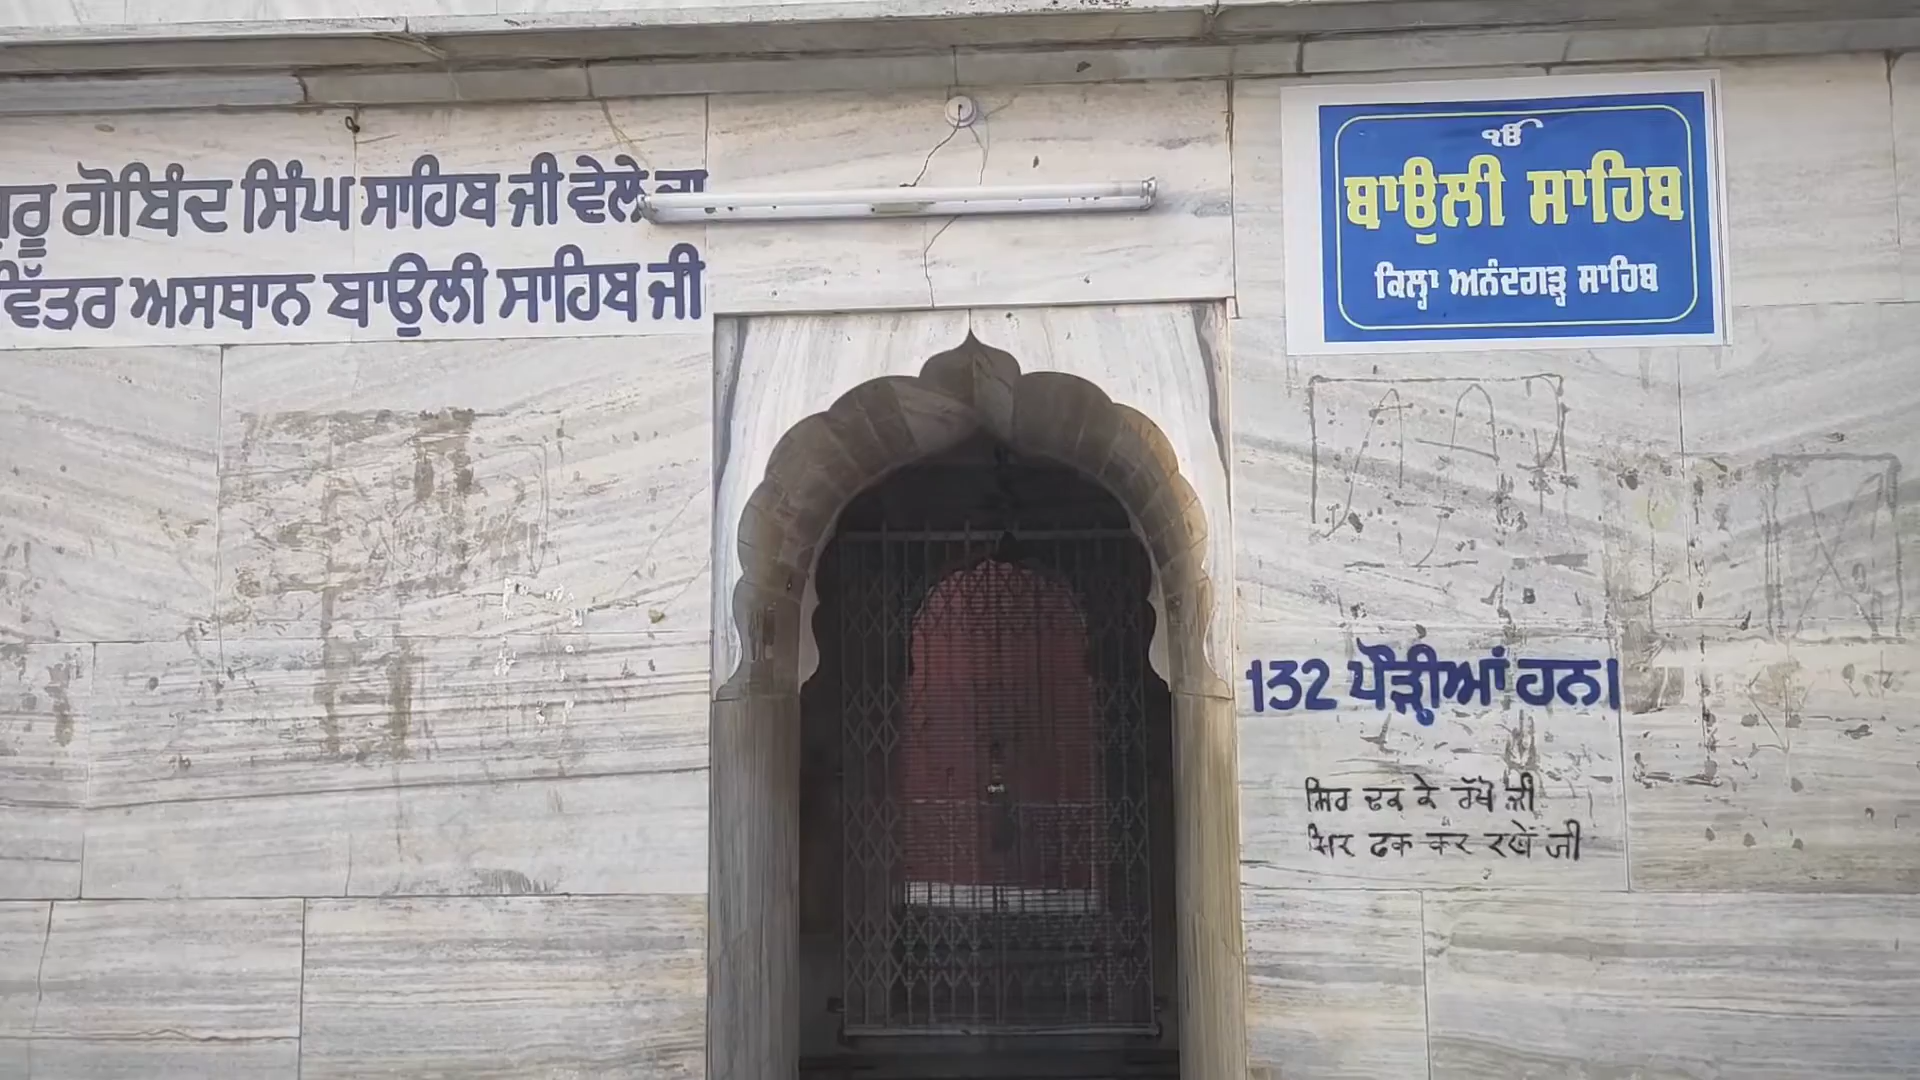 ਗੁਰੂ ਗੋਬਿੰਦ ਸਿੰਘ ਸਾਹਿਬ ਜੀ ਵੇਲੇ ਦਾ
ਵਿੱਤਰ ਅਸਥਾਨ ਬਾਉਲੀ ਸਾਹਿਬ ਜੀ
ੴ
ਬਾਉਲੀ ਸਾਹਿਬ
ਕਿਲ੍ਹਾ ਅਨੰਦਗੜ੍ਹ ਸਾਹਿਬ
132 ਪੌੜ੍ਹੀਆਂ ਹਨ।
ਸਿਰ ਢਕ ਕੇ ਰੱਖੋ ਜੀ
सिर ढक कर रखें जी